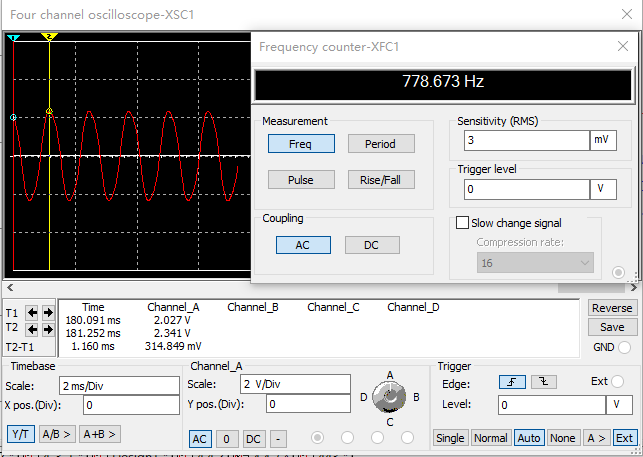 Four channel oscilloscope-XSC1
1
2
Frequency counter-XFC1
778.673 Hz
Measurement
Freq
Period
Pulse
Rise/Fall
Coupling
AC
DC
Sensitivity (RMS)
3
mV
Trigger level
0
V
Slow change signal
Compression rate:
16
T1
T2
T2-T1
Time Channel_A Channel_B Channel_C Channel_D
180.091 ms 2.027 V
181.252 ms 2.341 V
1.160 ms 314.849 mV
Reverse
Save
GND
Timebase
Scale: 2 ms/Div
X pos.(Div): 0
Y/T A/B > A+B >
Channel_A
Scale: 2 V/Div
Y pos.(Div): 0
AC 0 DC -
A
B
C
D
Trigger
Edge:
Ext
Level: 0 V
Single Normal Auto None A > Ext